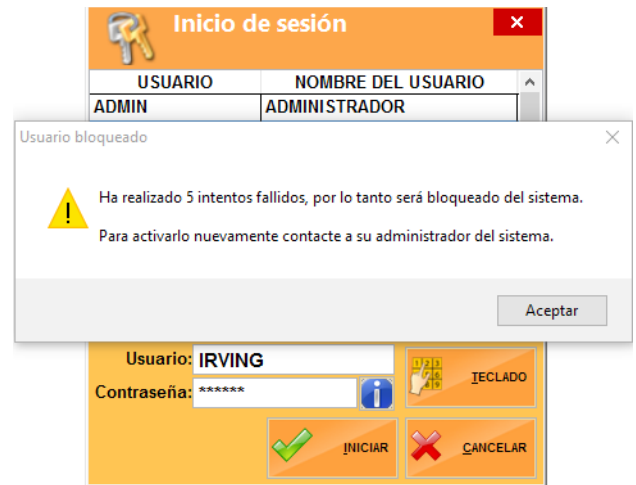 Inicio de sesión
USUARIO NOMBRE DEL USUARIO
ADMIN ADMINISTRADOR
Usuario bloqueado
Ha realizado 5 intentos fallidos, por lo tanto será bloqueado del sistema.
Para activarlo nuevamente contacte a su administrador del sistema.
Aceptar
Usuario: IRVING
Contraseña: ******
TECLADO
INICIAR CANCELAR